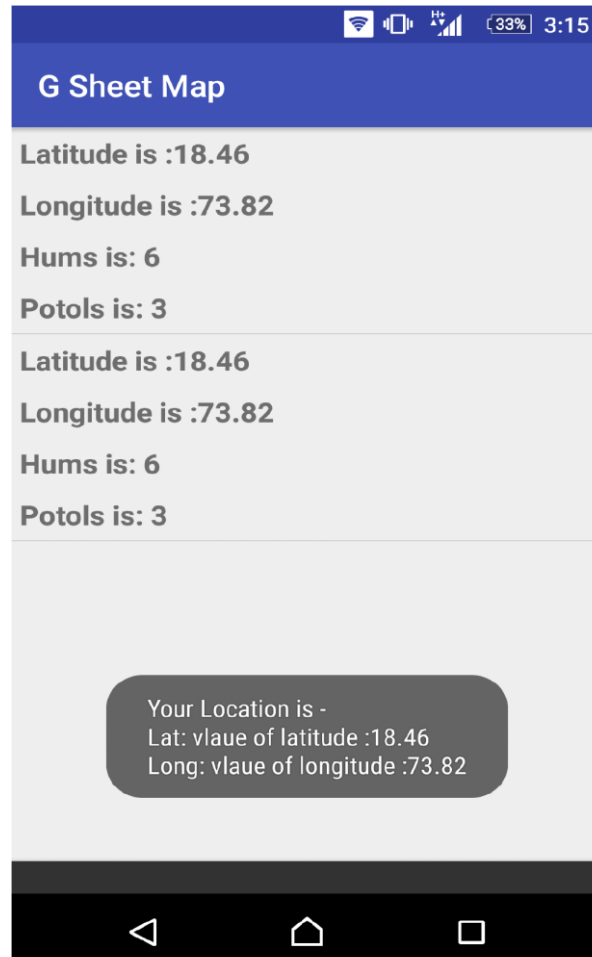 H+
33% 3:15
G Sheet Map
Latitude is :18.46
Longitude is :73.82
Hums is: 6
Potols is: 3
Latitude is :18.46
Longitude is :73.82
Hums is: 6
Potols is: 3
Your Location is -
Lat: vlaue of latitude :18.46
Long: vlaue of longitude :73.82